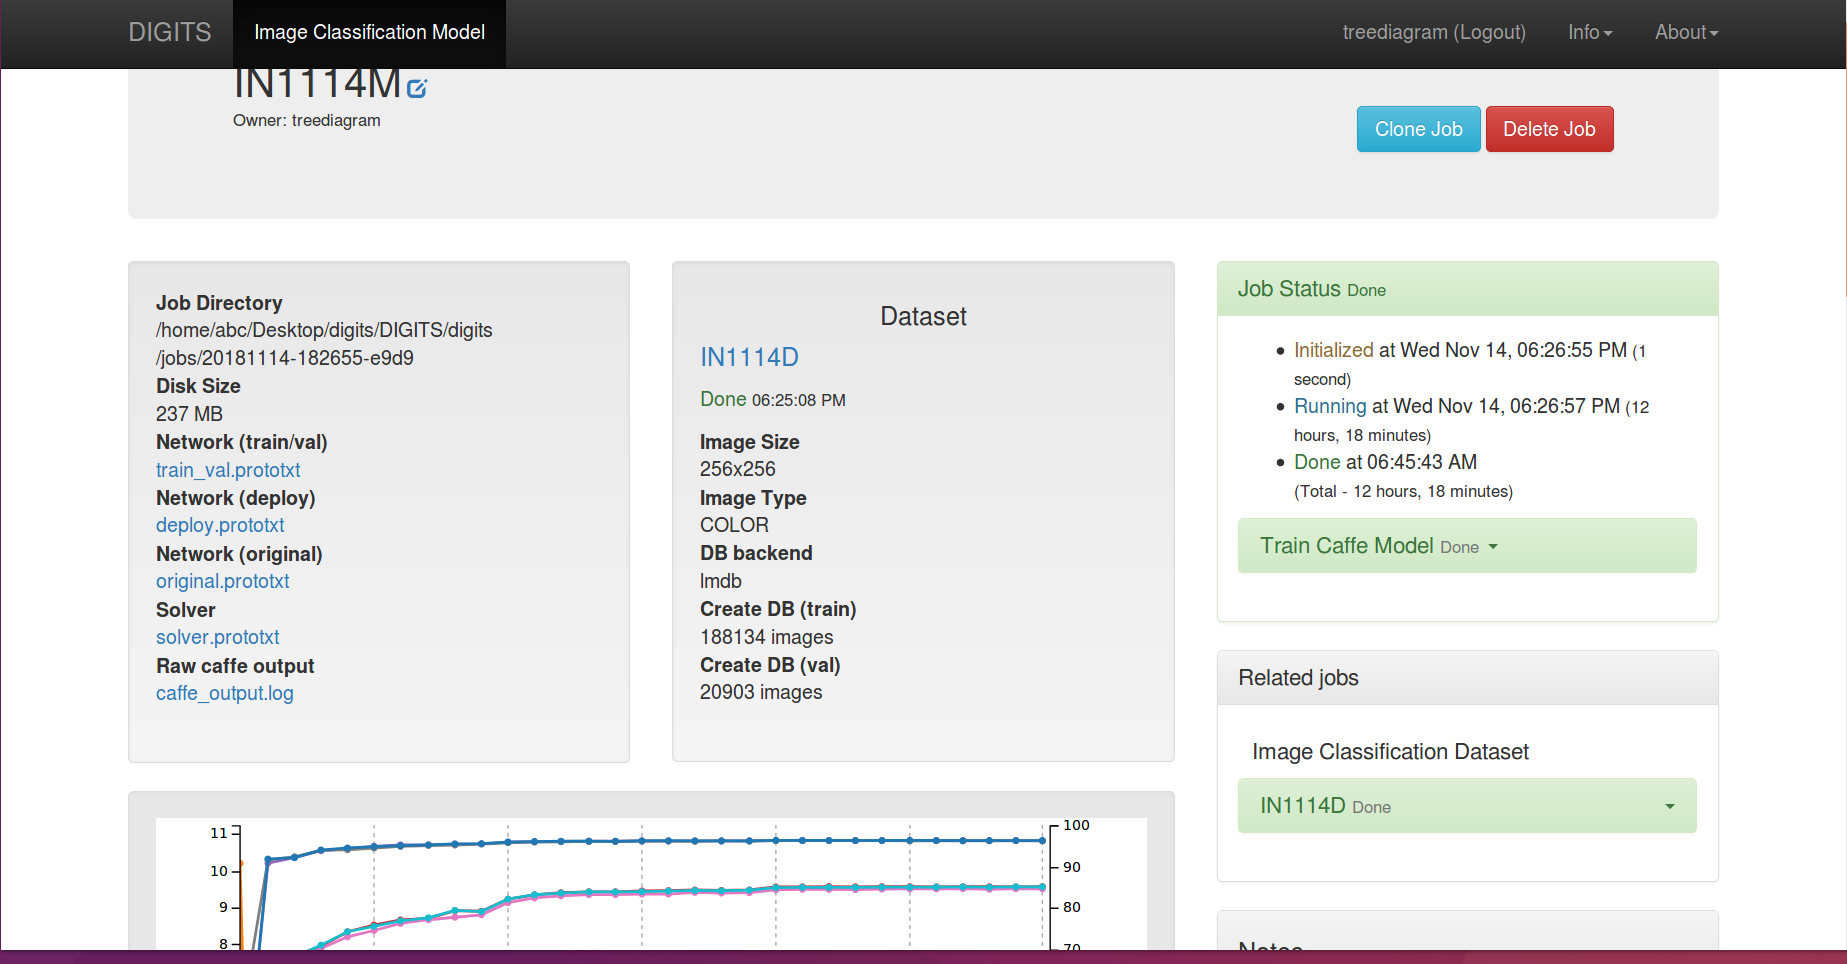 DIGITS
Image Classification Model
treediagram (Logout)
Info
About
IN1114M
Owner: treediagram
Clone Job
Delete Job
Job Directory
/home/abc/Desktop/digits/DIGITS/digits
/jobs/20181114-182655-e9d9
Disk Size
237 MB
Network (train/val)
train_val.prototxt
Network (deploy)
deploy.prototxt
Network (original)
original.prototxt
Solver
solver.prototxt
Raw caffe output
caffe_output.log
Dataset
IN1114D
Done 06:25:08 PM
Image Size
256x256
Image Type
COLOR
DB backend
lmdb
Create DB (train)
188134 images
Create DB (val)
20903 images
Job Status Done
Initialized at Wed Nov 14, 06:26:55 PM (1
second)
Running at Wed Nov 14, 06:26:57 PM (12
hours, 18 minutes)
Done at 06:45:43 AM
(Total - 12 hours, 18 minutes)
Train Caffe Model Done
Related jobs
Image Classification Dataset
IN1114D Done
Notes
11
10
9
8
100
90
80
70